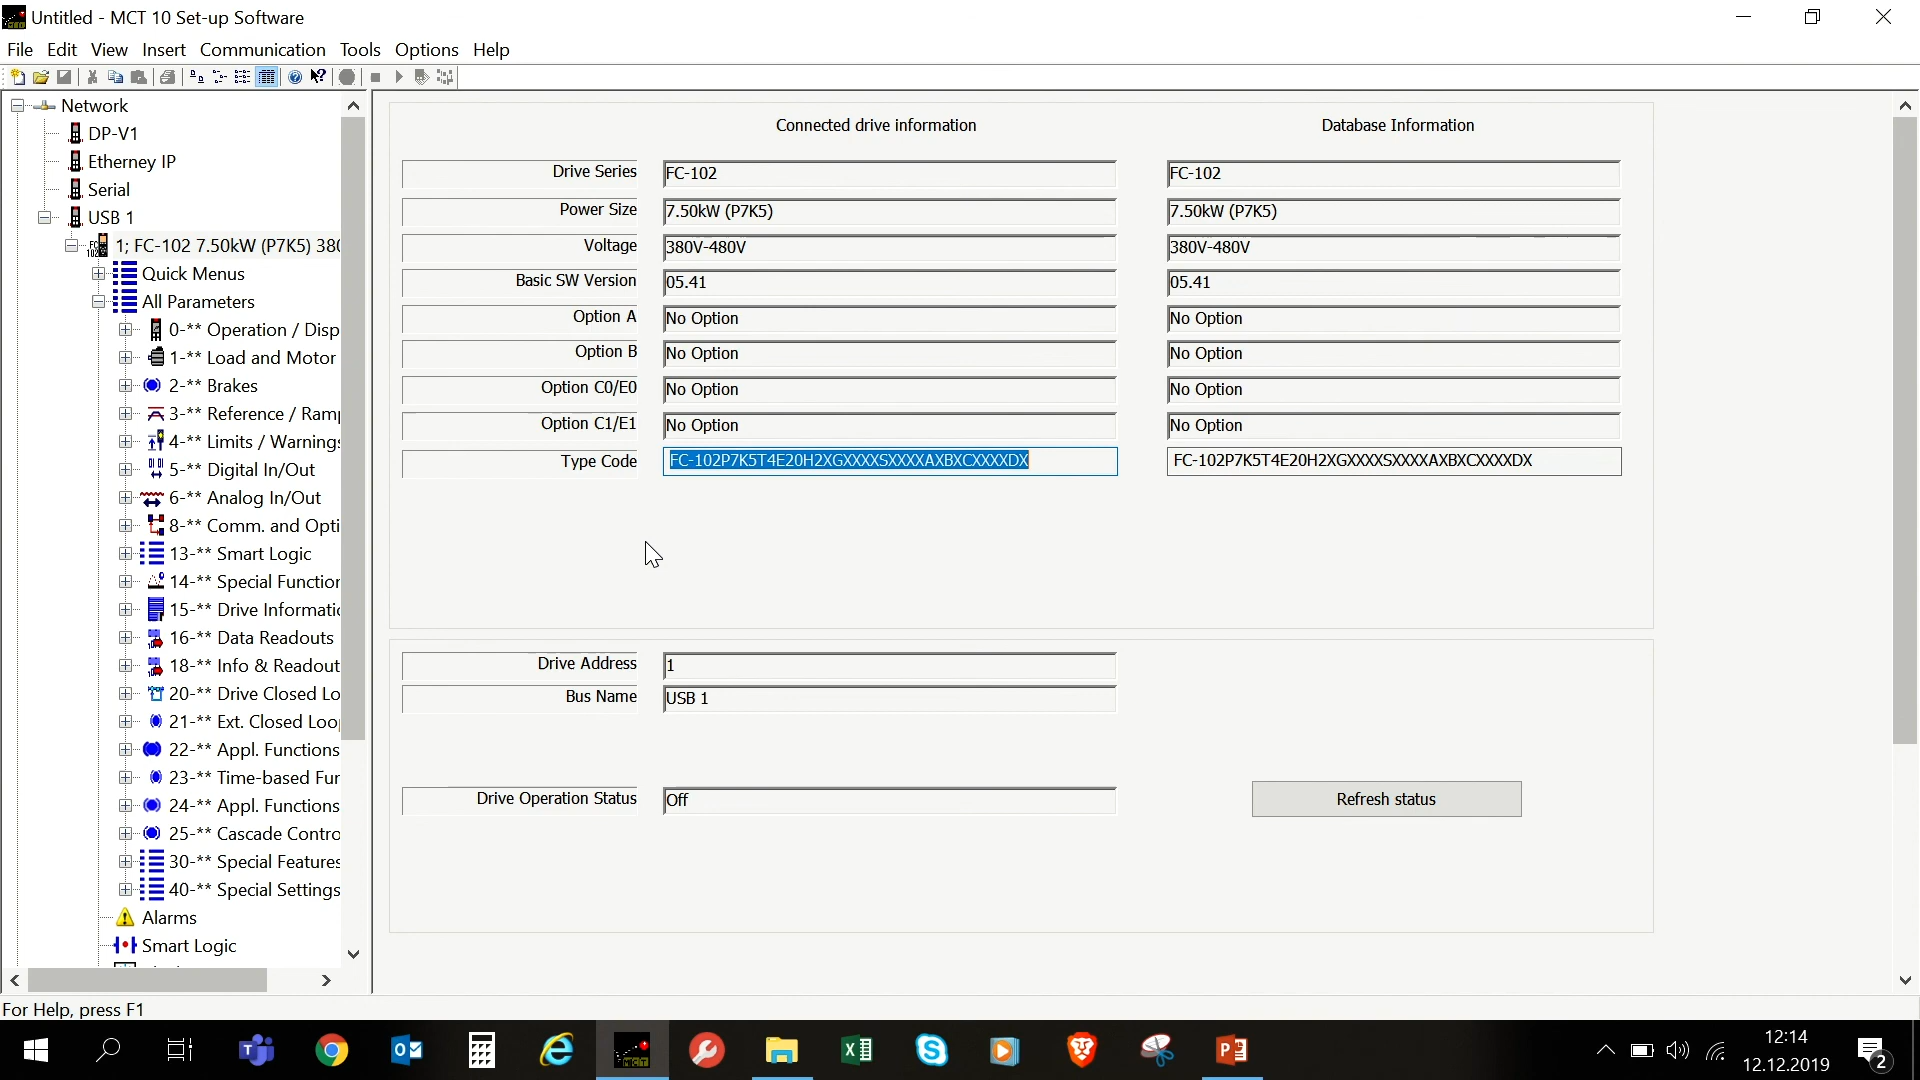 Untitled - MCT 10 Set-up Software
File Edit View Insert Communication Tools Options Help
Network
DP-V1
Etherney IP
Serial
USB 1
1; FC-102 7.50kW (P7K5) 380
Quick Menus
All Parameters
0-** Operation / Disp
1-** Load and Motor
2-** Brakes
3-** Reference / Ramp
4-** Limits / Warnings
5-** Digital In/Out
6-** Analog In/Out
8-** Comm. and Opti
13-** Smart Logic
14-** Special Function
15-** Drive Informatio
16-** Data Readouts
18-** Info & Readout
20-** Drive Closed Lo
21-** Ext. Closed Loop
22-** Appl. Functions
23-** Time-based Fun
24-** Appl. Functions
25-** Cascade Contro
30-** Special Features
40-** Special Settings
Alarms
Smart Logic
Connected drive information
Database Information
Drive Series FC-102 FC-102
Power Size 7.50kW (P7K5) 7.50kW (P7K5)
Voltage 380V-480V 380V-480V
Basic SW Version 05.41 05.41
Option A No Option No Option
Option B No Option No Option
Option C0/E0 No Option No Option
Option C1/E1 No Option No Option
Type Code FC-102P7K5T4E20H2XGXXXXSXXXXAXBXCXXXXDX FC-102P7K5T4E20H2XGXXXXSXXXXAXBXCXXXXDX
Drive Address 1
Bus Name USB 1
Drive Operation Status Off Refresh status
For Help, press F1
12:14
12.12.2019
2